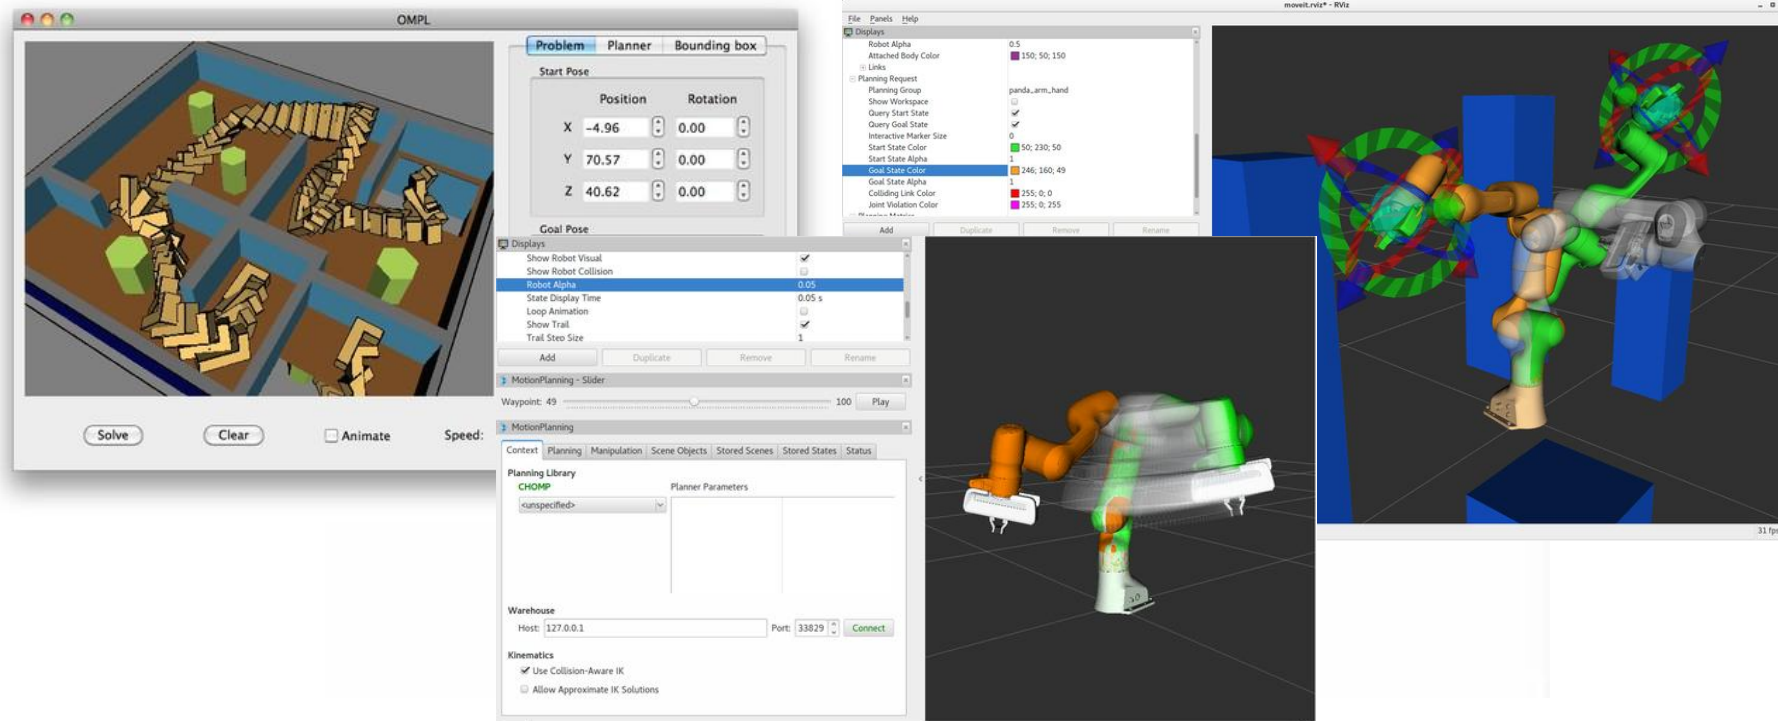 OMPL
Problem Planner Bounding box
Start Pose
Position Rotation
X -4.96 0.00
Y 70.57 0.00
Z 40.62 0.00
Goal Pose
Solve Clear Animate Speed:
moveit.rviz* - RViz
File Panels Help
Displays
Robot Alpha 0.5
Attached Body Color 150; 50; 150
Links
Planning Request
Planning Group panda_arm_hand
Show Workspace
Query Start State
Query Goal State
Interactive Marker Size 0
Start State Color 50; 230; 50
Start State Alpha 1
Goal State Color 246; 160; 49
Goal State Alpha 1
Colliding Link Color 255; 0; 0
Joint Violation Color 255; 0; 255
Planning Metrics
Add Duplicate Remove Rename
31 fps
Displays
Show Robot Visual
Show Robot Collision
Robot Alpha 0.05
State Display Time 0.05 s
Loop Animation
Show Trail
Trail Step Size 1
Add Duplicate Remove Rename
MotionPlanning - Slider
Waypoint: 49 100 Play
MotionPlanning
Context Planning Manipulation Scene Objects Stored Scenes Stored States Status
Planning Library
CHOMP Planner Parameters
<unspecified>
Warehouse
Host: 127.0.0.1 Port: 33829 Connect
Kinematics
Use Collision-Aware IK
Allow Approximate IK Solutions